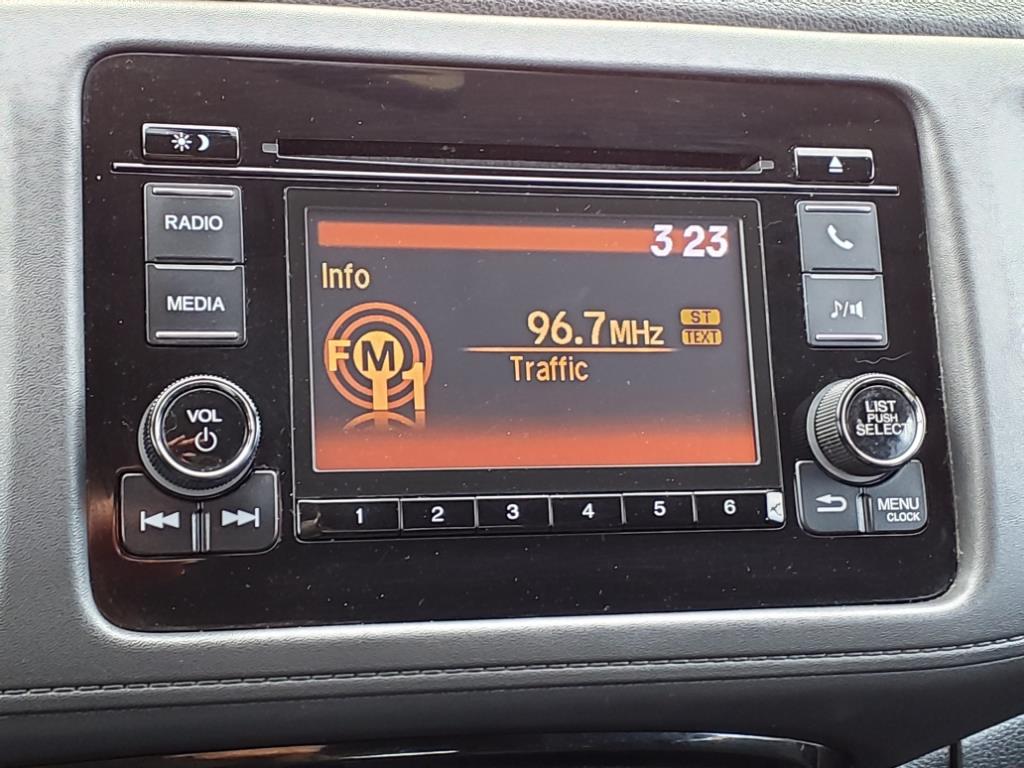 RADIO
MEDIA
3 23
Info
FM1
96.7MHz
ST
TEXT
Traffic
VOL
LIST
PUSH
SELECT
1 2 3 4 5 6
MENU
CLOCK